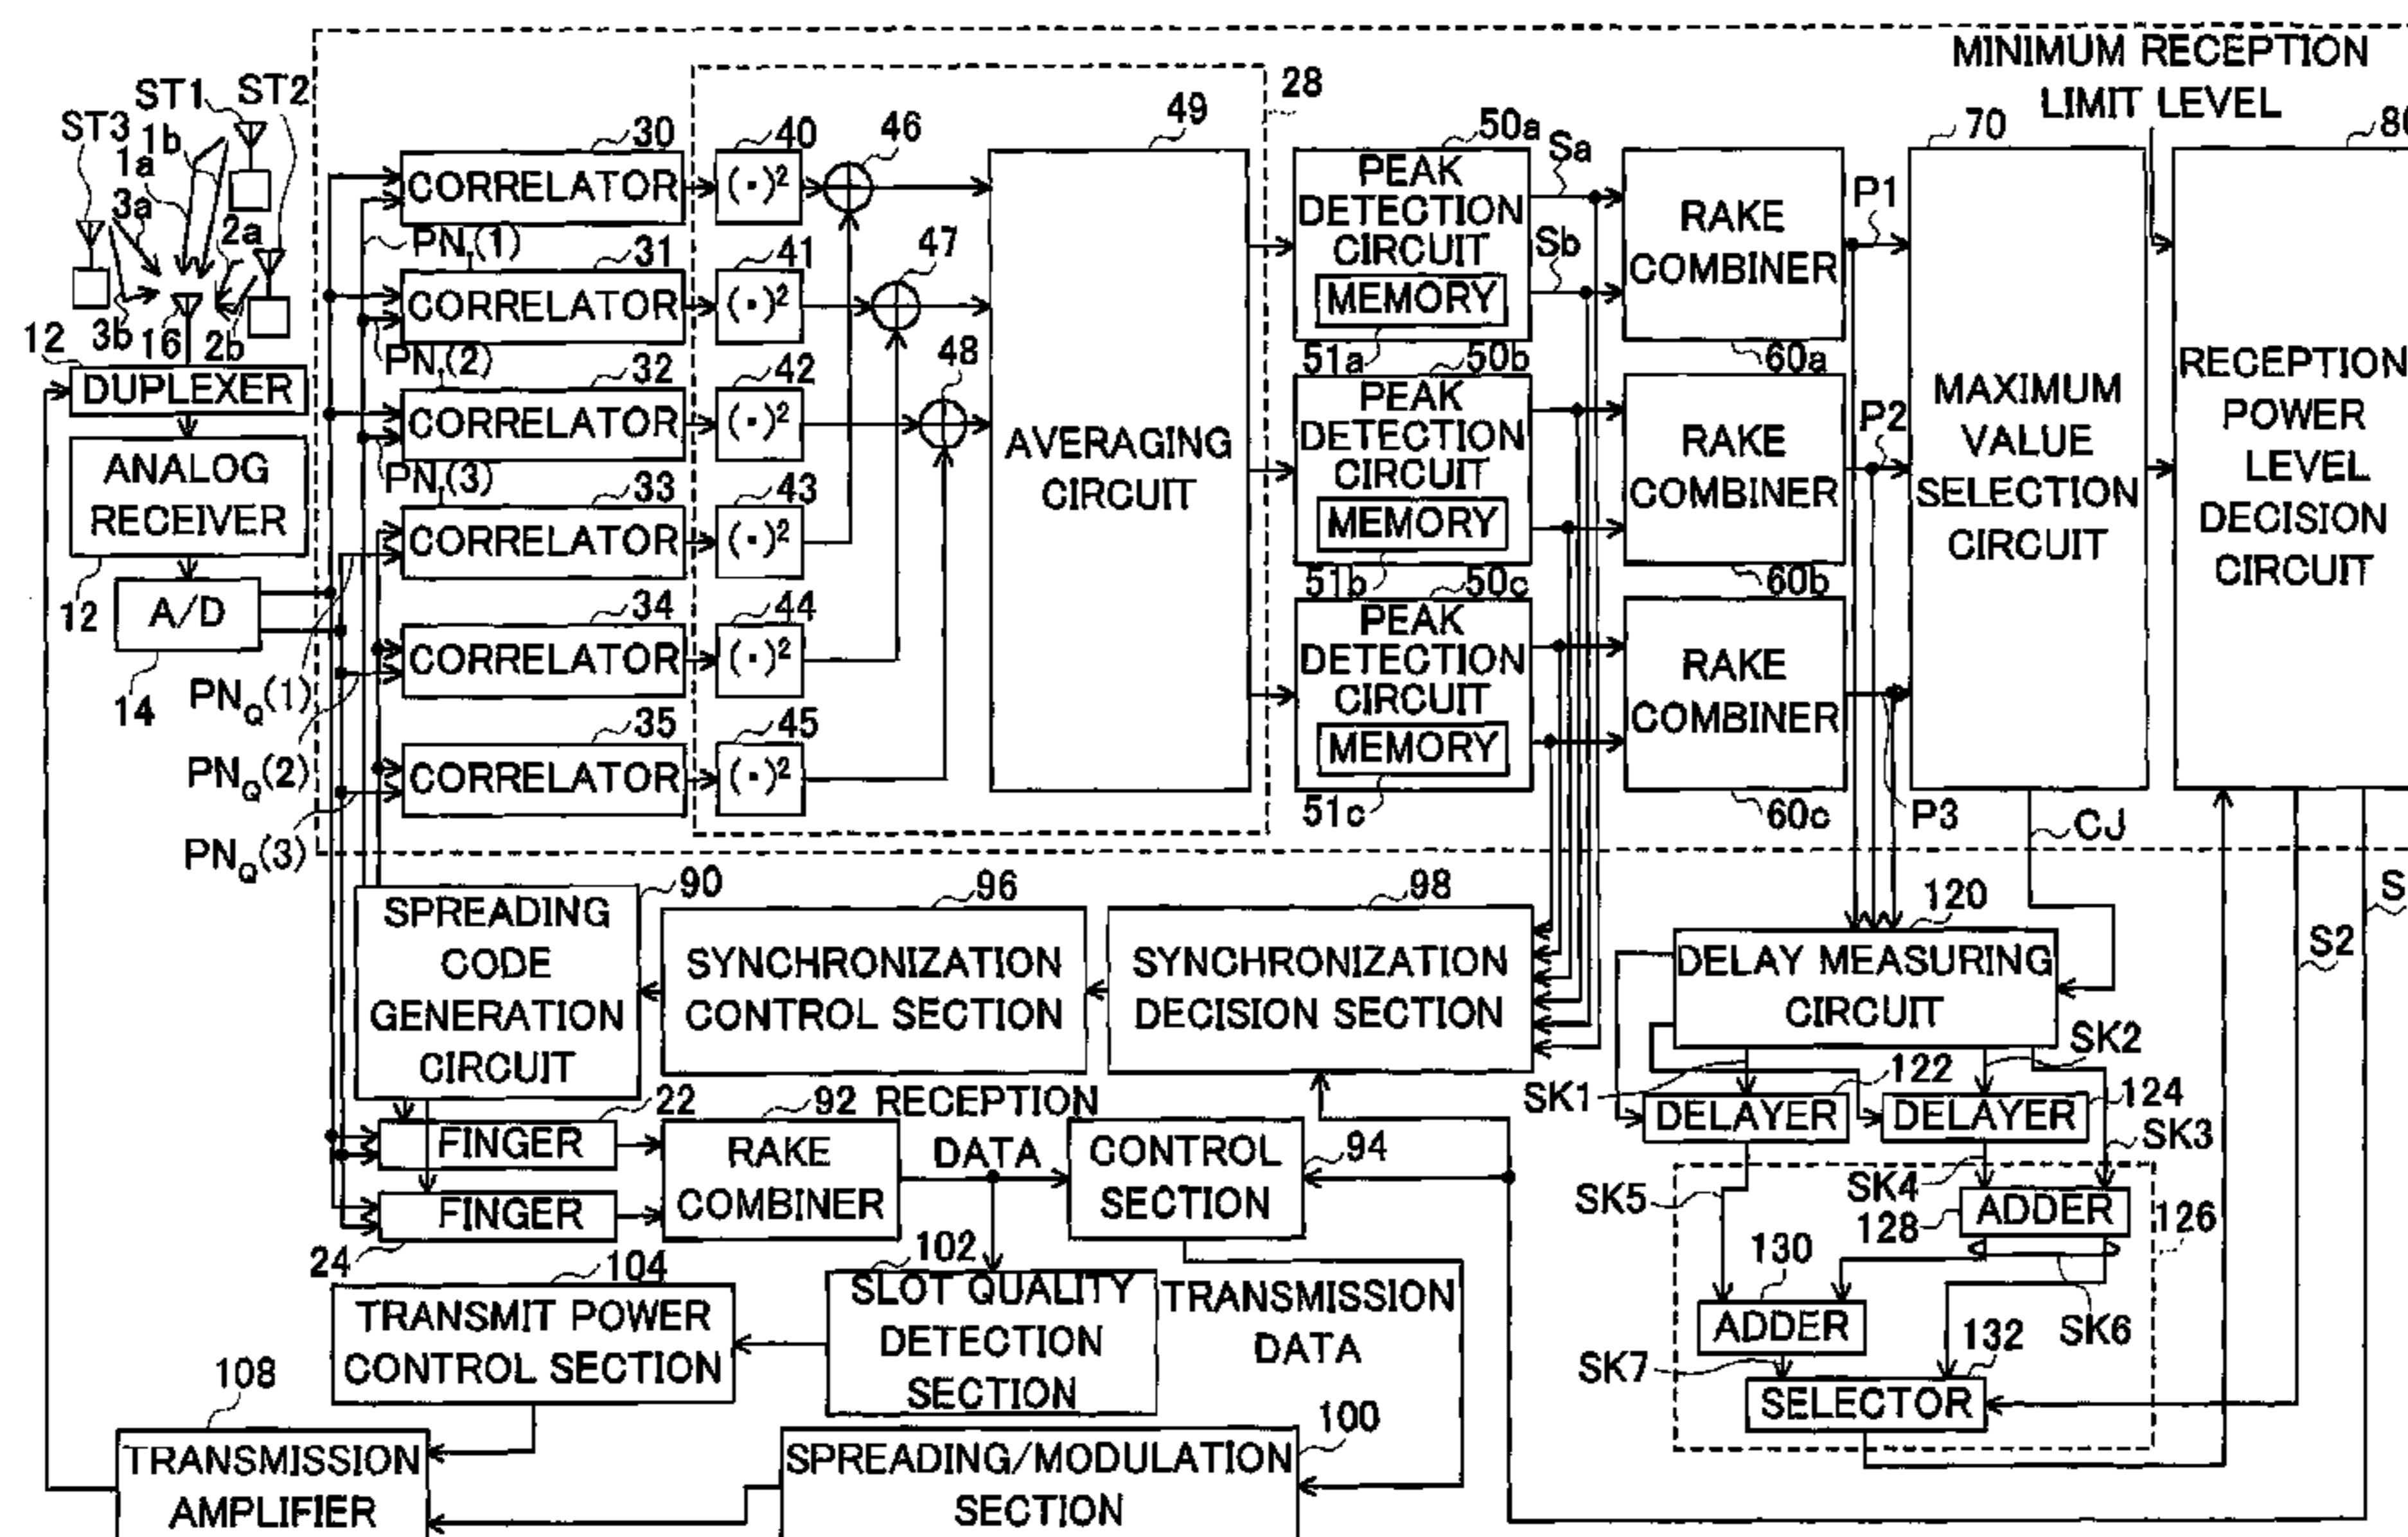 MINIMUM RECEPTION
LIMIT LEVEL
ST1
ST2
ST3
1b
1a
3a
2a
3b
16
2b
28
30
CORRELATOR
40
(·)²
46
49
AVERAGING
CIRCUIT
PN_I(1)
31
CORRELATOR
41
(·)²
47
PN_I(2)
32
CORRELATOR
42
(·)²
48
PN_I(3)
33
CORRELATOR
43
(·)²
34
CORRELATOR
44
(·)²
35
CORRELATOR
45
(·)²
12
DUPLEXER
ANALOG
RECEIVER
12
A/D
14
PN_Q(1)
PN_Q(2)
PN_Q(3)
50a
PEAK
DETECTION
CIRCUIT
MEMORY
51a
Sa
Sb
50b
PEAK
DETECTION
CIRCUIT
MEMORY
51b
50c
PEAK
DETECTION
CIRCUIT
MEMORY
51c
RAKE
COMBINER
60a
P1
RAKE
COMBINER
60b
P2
RAKE
COMBINER
60c
P3
70
MAXIMUM
VALUE
SELECTION
CIRCUIT
CJ
RECEPTION
POWER
LEVEL
DECISION
CIRCUIT
S2
90
SPREADING
CODE
GENERATION
CIRCUIT
96
SYNCHRONIZATION
CONTROL SECTION
98
SYNCHRONIZATION
DECISION SECTION
120
DELAY MEASURING
CIRCUIT
SK1
SK2
122
DELAYER
124
DELAYER
SK3
SK4
SK5
ADDER
128
126
130
ADDER
SK6
SK7
132
SELECTOR
22
FINGER
FINGER
24
92
RAKE
COMBINER
RECEPTION
DATA
94
CONTROL
SECTION
102
SLOT QUALITY
DETECTION
SECTION
TRANSMISSION
DATA
104
TRANSMIT POWER
CONTROL SECTION
108
TRANSMISSION
AMPLIFIER
100
SPREADING/MODULATION
SECTION